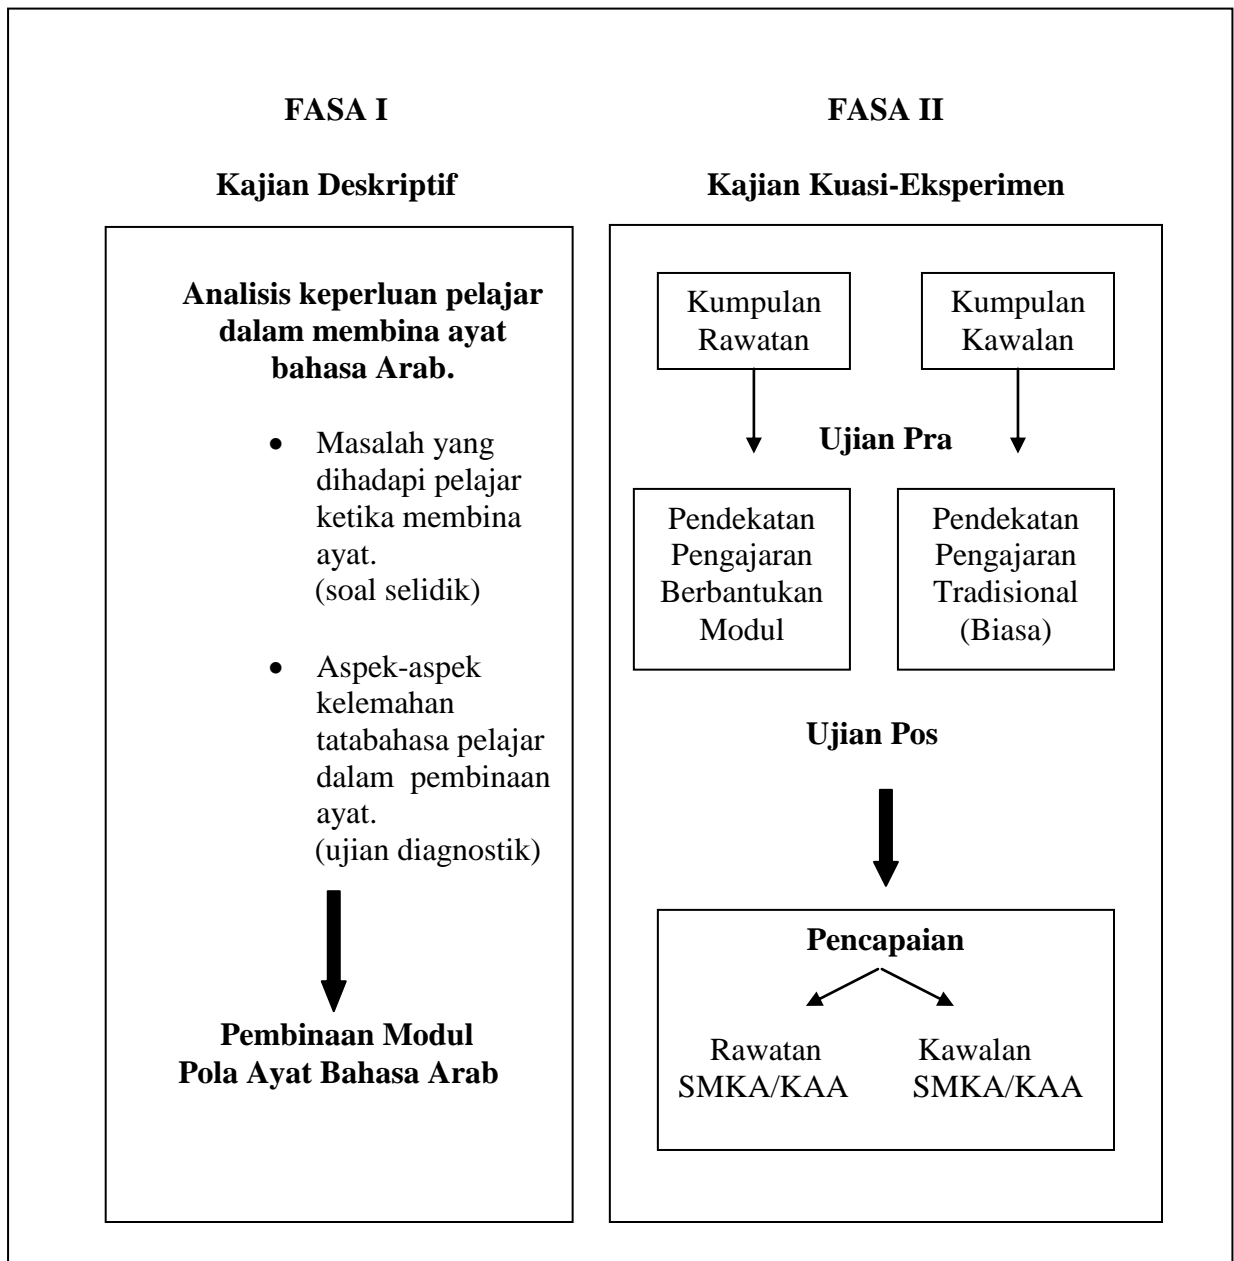 FASA I
Kajian Deskriptif
Analisis keperluan pelajar
dalam membina ayat
bahasa Arab.
• Masalah yang
dihadapi pelajar
ketika membina
ayat.
(soal selidik)
• Aspek-aspek
kelemahan
tatabahasa pelajar
dalam pembinaan
ayat.
(ujian diagnostik)
Pembinaan Modul
Pola Ayat Bahasa Arab
FASA II
Kajian Kuasi-Eksperimen
Kumpulan
Rawatan
Kumpulan
Kawalan
Ujian Pra
Pendekatan
Pengajaran
Berbantukan
Modul
Pendekatan
Pengajaran
Tradisional
(Biasa)
Ujian Pos
Pencapaian
Rawatan
SMKA/KAA
Kawalan
SMKA/KAA